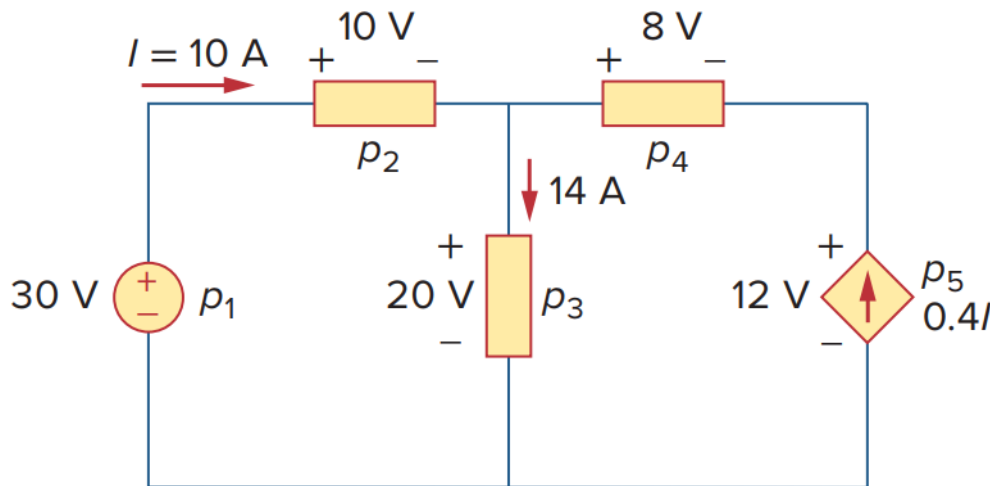 10 V
8 V
I = 10 A
+ −
+ −
p2
p4
14 A
+
+
p5
30 V
+
−
p1
20 V
p3
12 V
0.4I
−
−